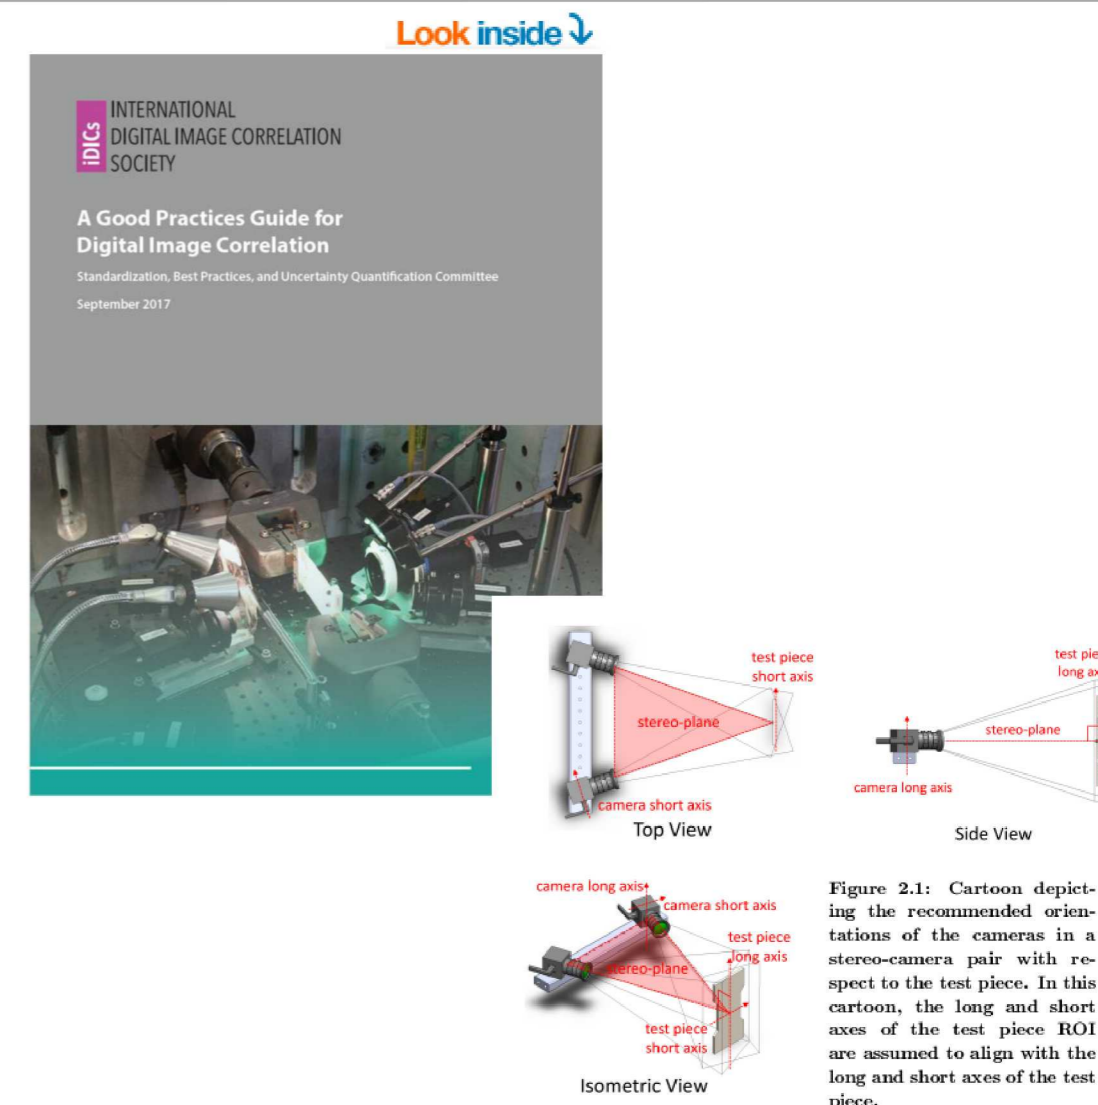 Look inside
iDICs
INTERNATIONAL
DIGITAL IMAGE CORRELATION
SOCIETY
A Good Practices Guide for
Digital Image Correlation
Standardization, Best Practices, and Uncertainty Quantification Committee
September 2017
test piece
short axis
stereo-plane
camera short axis
Top View
test pie
long ax
stereo-plane
camera long axis
Side View
camera long axis
camera short axis
test piece
long axis
stereo-plane
test piece
short axis
Isometric View
Figure 2.1: Cartoon depict-
ing the recommended orien-
tations of the cameras in a
stereo-camera pair with re-
spect to the test piece. In this
cartoon, the long and short
axes of the test piece ROI
are assumed to align with the
long and short axes of the test
piece.